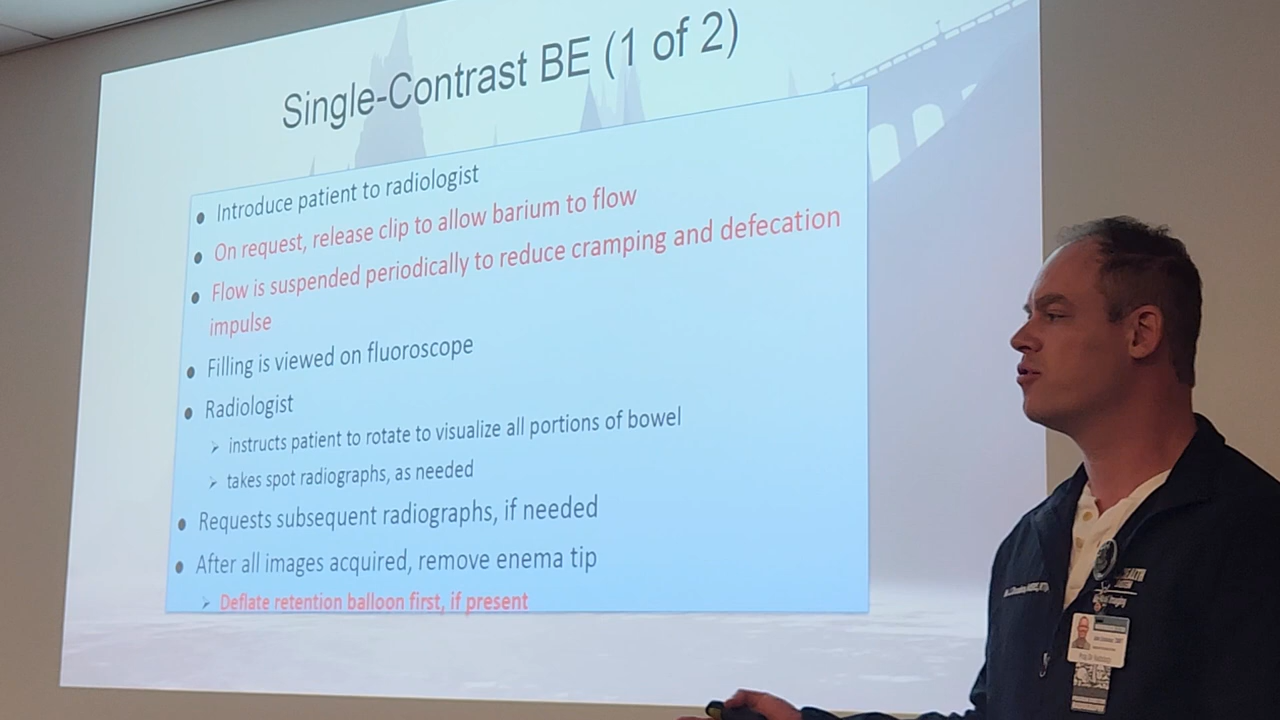 Single-Contrast BE (1 of 2)
Introduce patient to radiologist
On request, release clip to allow barium to flow
Flow is suspended periodically to reduce cramping and defecation
impulse
Filling is viewed on fluoroscope
Radiologist
instructs patient to rotate to visualize all portions of bowel
takes spot radiographs, as needed
Requests subsequent radiographs, if needed
After all images acquired, remove enema tip
Deflate retention balloon first, if present